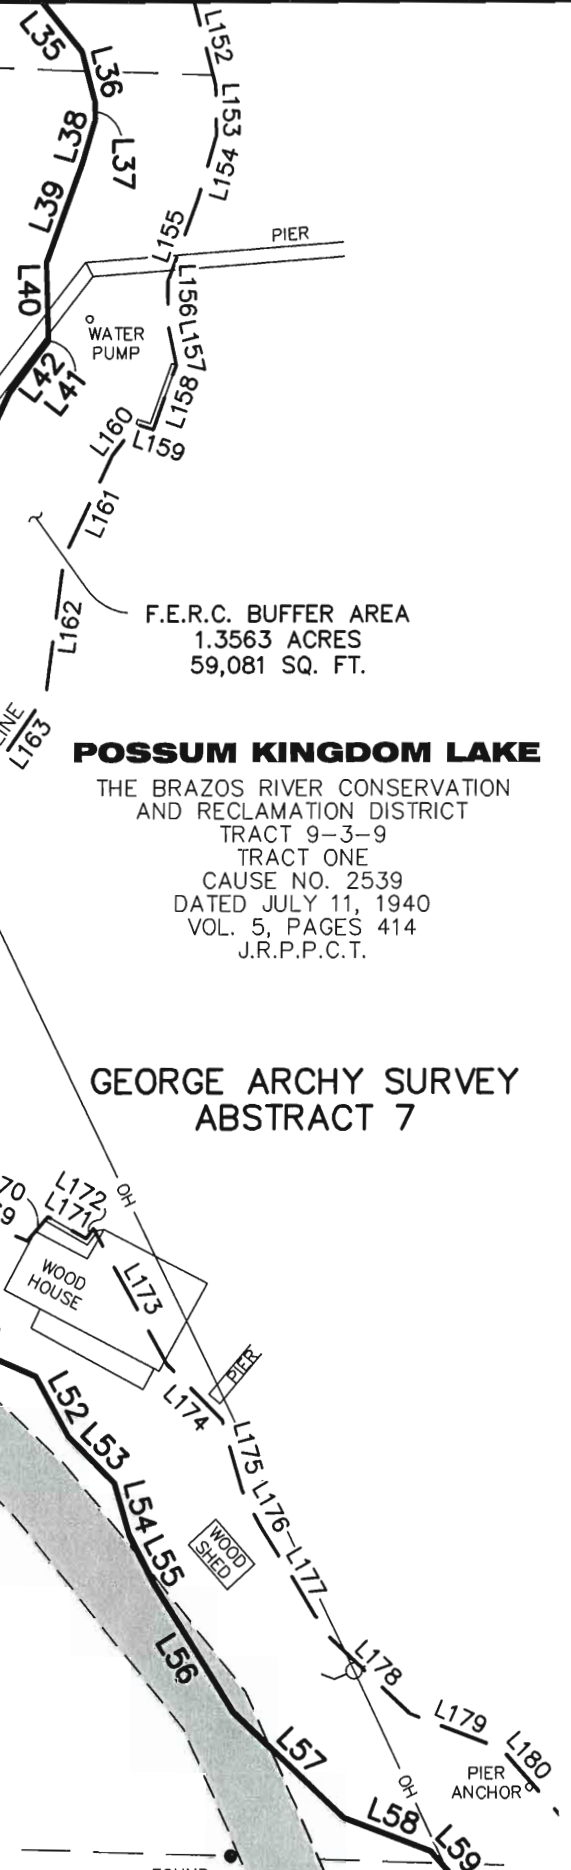 L35
L152
L36
L153
L38
L37
L154
L39
L155
PIER
L40
L156
WATER
PUMP
L157
L42
L41
L158
L160
L159
L161
F.E.R.C. BUFFER AREA
1.3563 ACRES
59,081 SQ. FT.
L162
L163
POSSUM KINGDOM LAKE
THE BRAZOS RIVER CONSERVATION
AND RECLAMATION DISTRICT
TRACT 9-3-9
TRACT ONE
CAUSE NO. 2539
DATED JULY 11, 1940
VOL. 5, PAGES 414
J.R.P.P.C.T.
GEORGE ARCHY SURVEY
ABSTRACT 7
OH
L172
L171
70
9
WOOD
HOUSE
L173
PIER
L174
L52
L53
L175
L54
L176
L55
WOOD
SHED
L177
L56
L178
L179
L57
L180
PIER
ANCHOR
OH
L58
L59